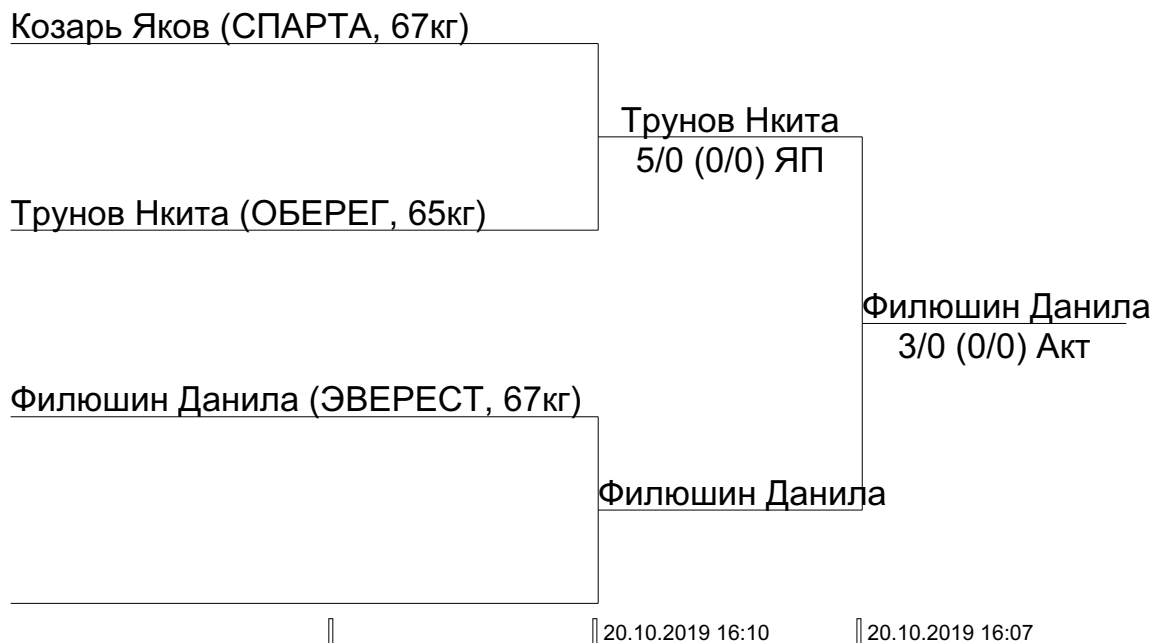 Козарь Яков (СПАРТА, 67кг)
Трунов Нкита
5/0 (0/0) ЯП
Трунов Нкита (ОБЕРЕГ, 65кг)
Филюшин Данила
3/0 (0/0) Акт
Филюшин Данила (ЭВЕРЕСТ, 67кг)
Филюшин Данила
20.10.2019 16:10
20.10.2019 16:07